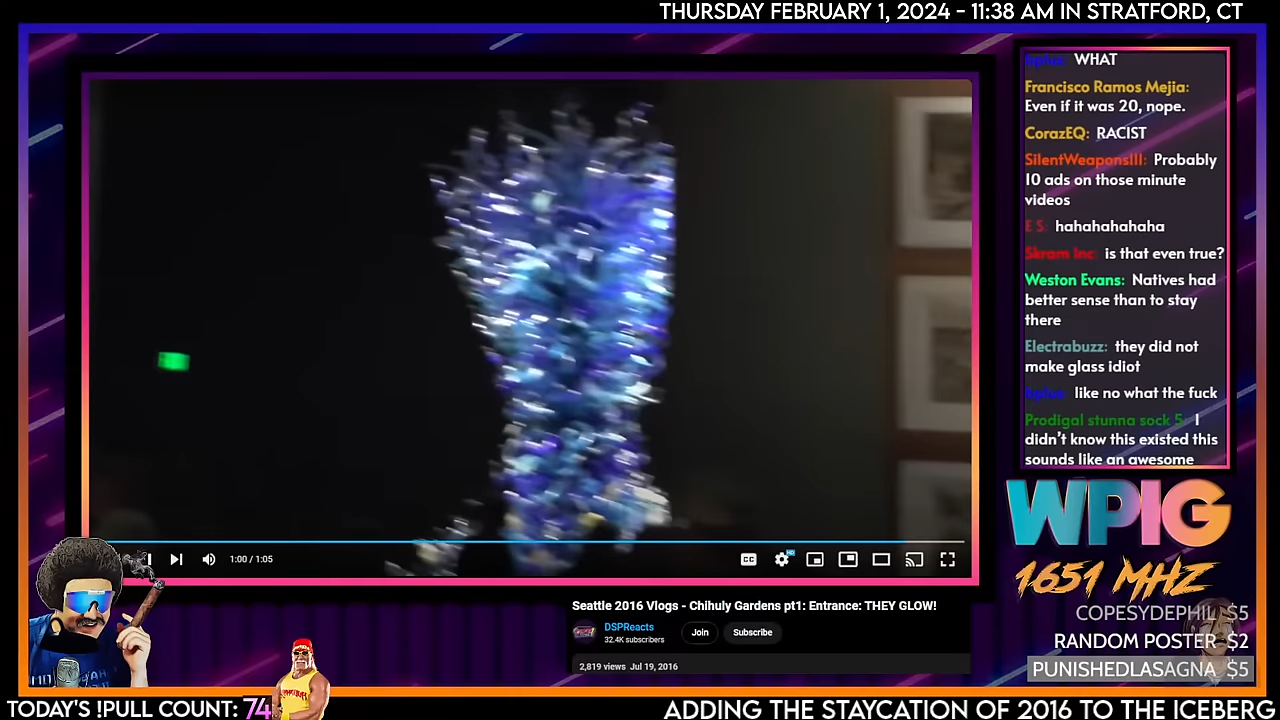 THURSDAY FEBRUARY 1, 2024 - 11:38 AM IN STRATFORD, CT
WHAT
Francisco Ramos Mejia:
Even if it was 20, nope.
CorazEQ: RACIST
SilentWeaponsIII: Probably
10 ads on those minute
videos
E S: hahahahahaha
Skram Inc: is that even true?
Weston Evans: Natives had
better sense than to stay
there
Electrabuzz: they did not
make glass idiot
like no what the fuck
Prodigal stunna sock 5: I
didn't know this existed this
sounds like an awesome
1:00 / 1:05
CC
HD
Seattle 2016 Vlogs - Chihuly Gardens pt1: Entrance: THEY GLOW!
DSPReacts
32.4K subscribers
Join
Subscribe
2,819 views Jul 19, 2016
WPIG
1651 MHZ
COPESYDEPHIL $5
RANDOM POSTER $2
PUNISHEDLASAGNA $5
TODAY'S !PULL COUNT: 74
ADDING THE STAYCATION OF 2016 TO THE ICEBERG